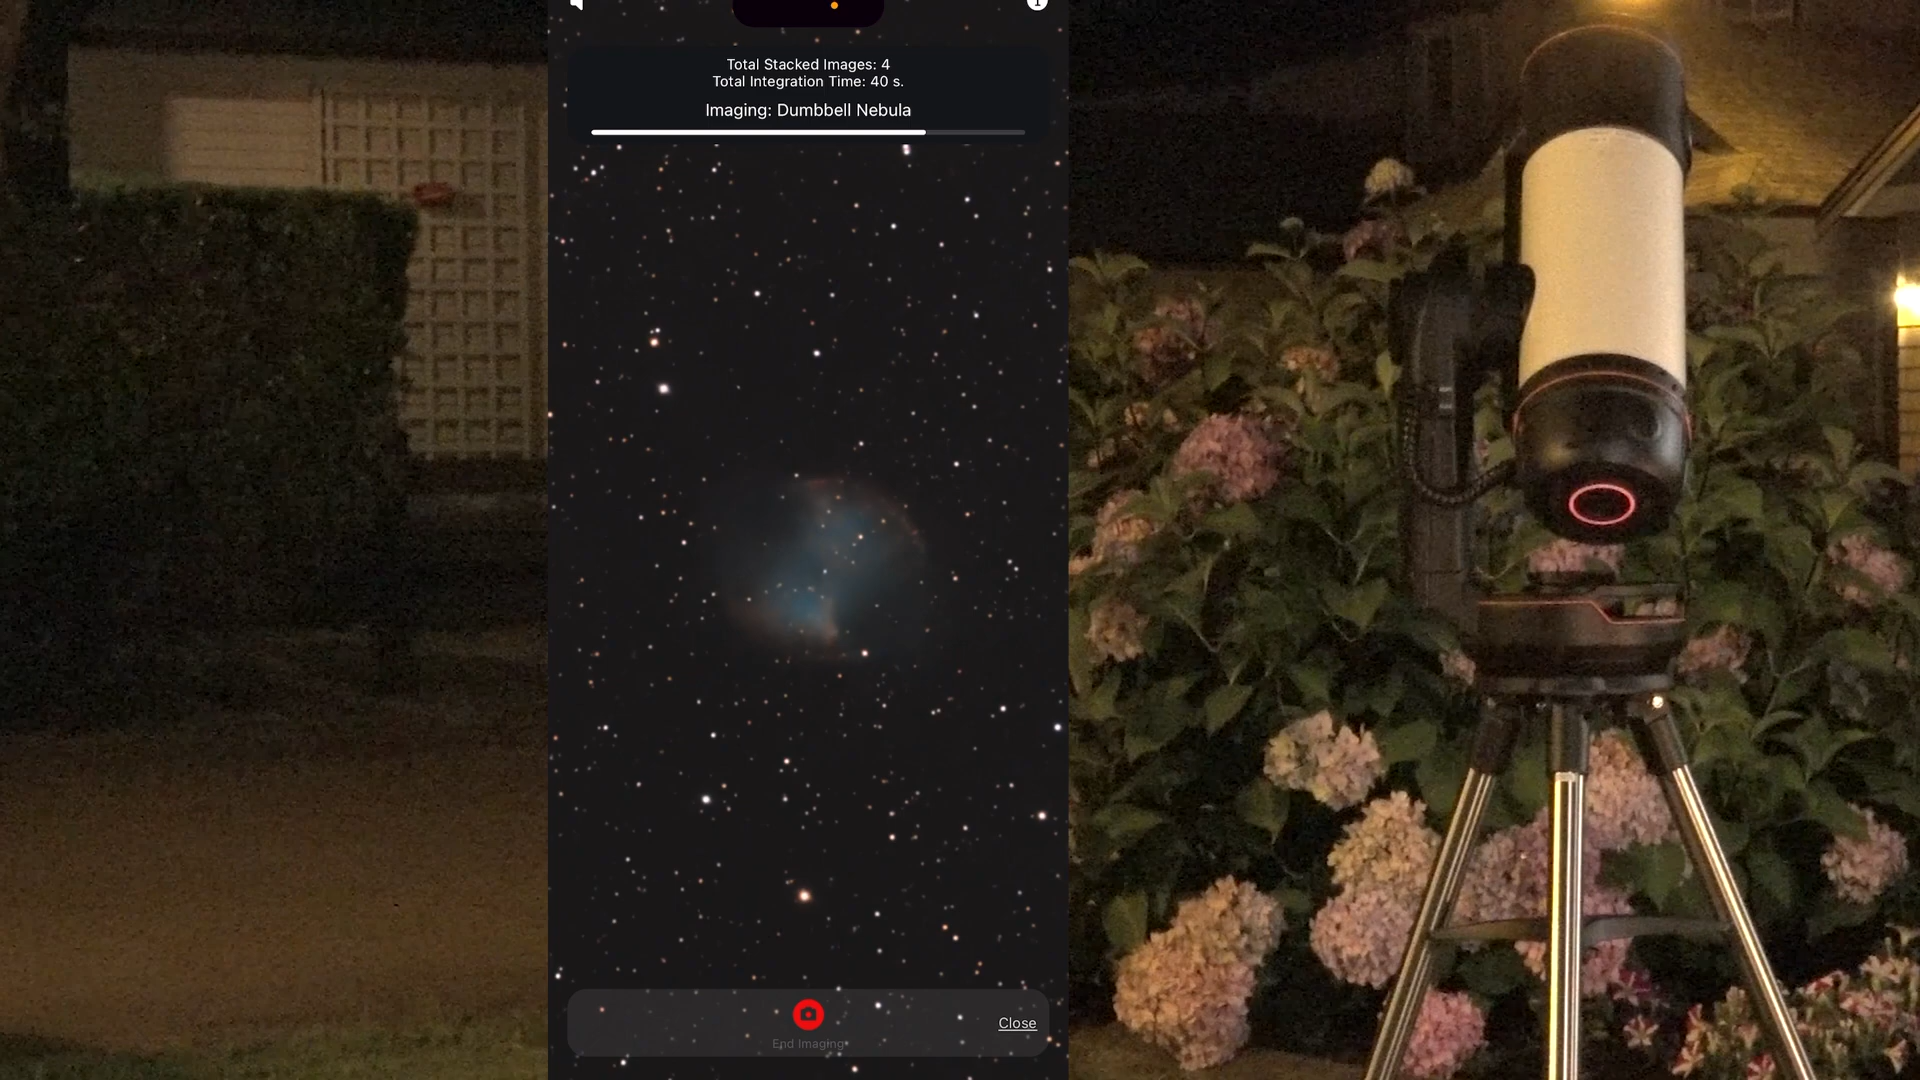 Total Stacked Images: 4
Total Integration Time: 40 s.
Imaging: Dumbbell Nebula
End Imaging
Close